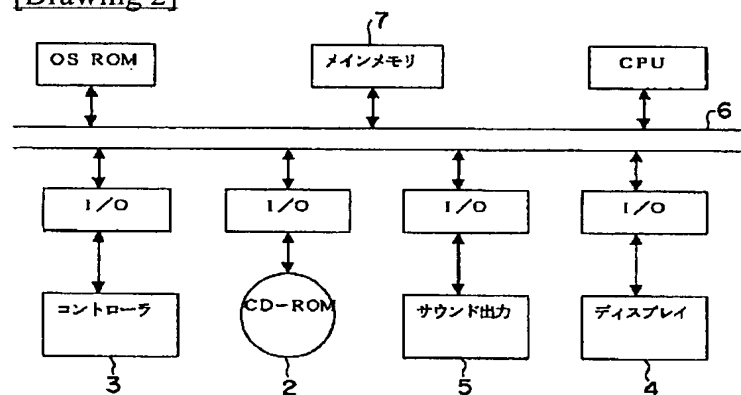 [Drawing 2]
7
OS ROM
メインメモリ
CPU
6
I/O
I/O
I/O
I/O
コントローラ
CD-ROM
サウンド出力
ディスプレイ
3
2
5
4